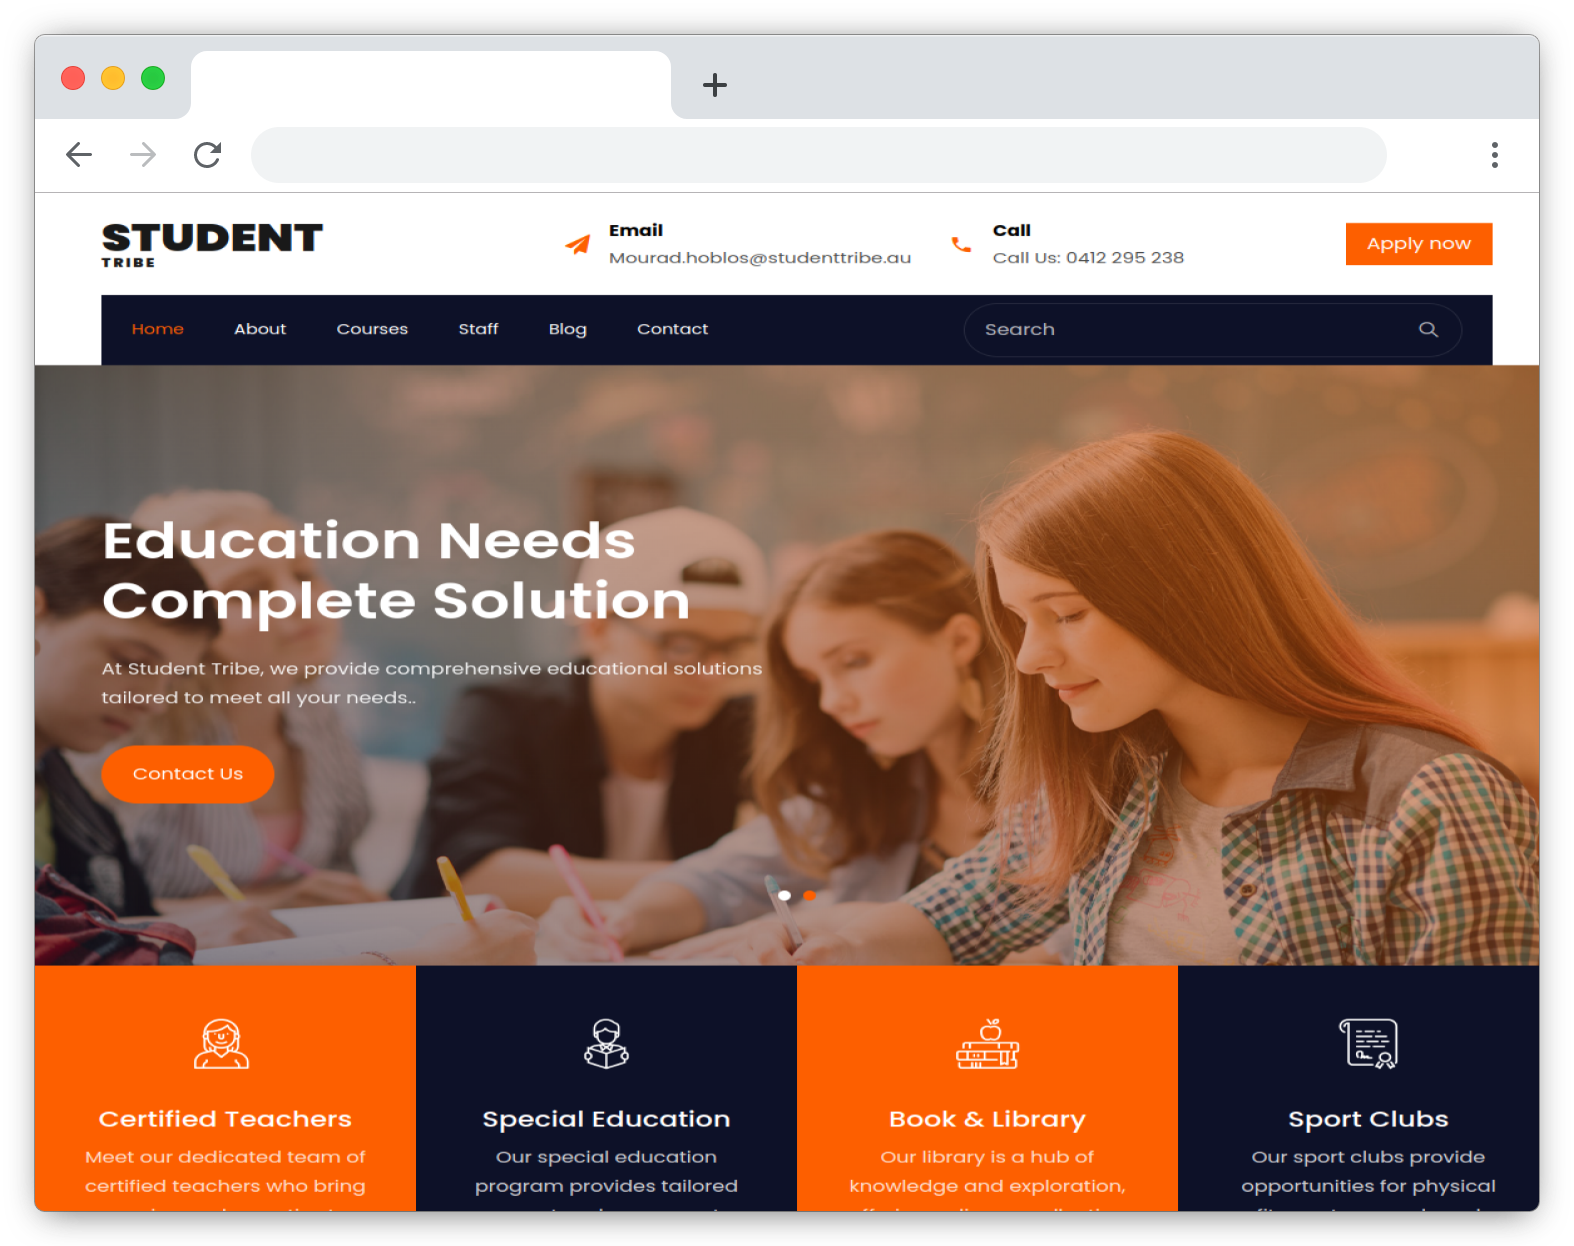 STUDENT
TRIBE
Email
Mourad.hoblos@studenttribe.au
Call
Call Us: 0412 295 238
Apply now
Home About Courses Staff Blog Contact
Search
Education Needs
Complete Solution
At Student Tribe, we provide comprehensive educational solutions
tailored to meet all your needs..
Contact Us
Certified Teachers
Meet our dedicated team of
certified teachers who bring
Special Education
Our special education
program provides tailored
Book & Library
Our library is a hub of
knowledge and exploration,
Sport Clubs
Our sport clubs provide
opportunities for physical